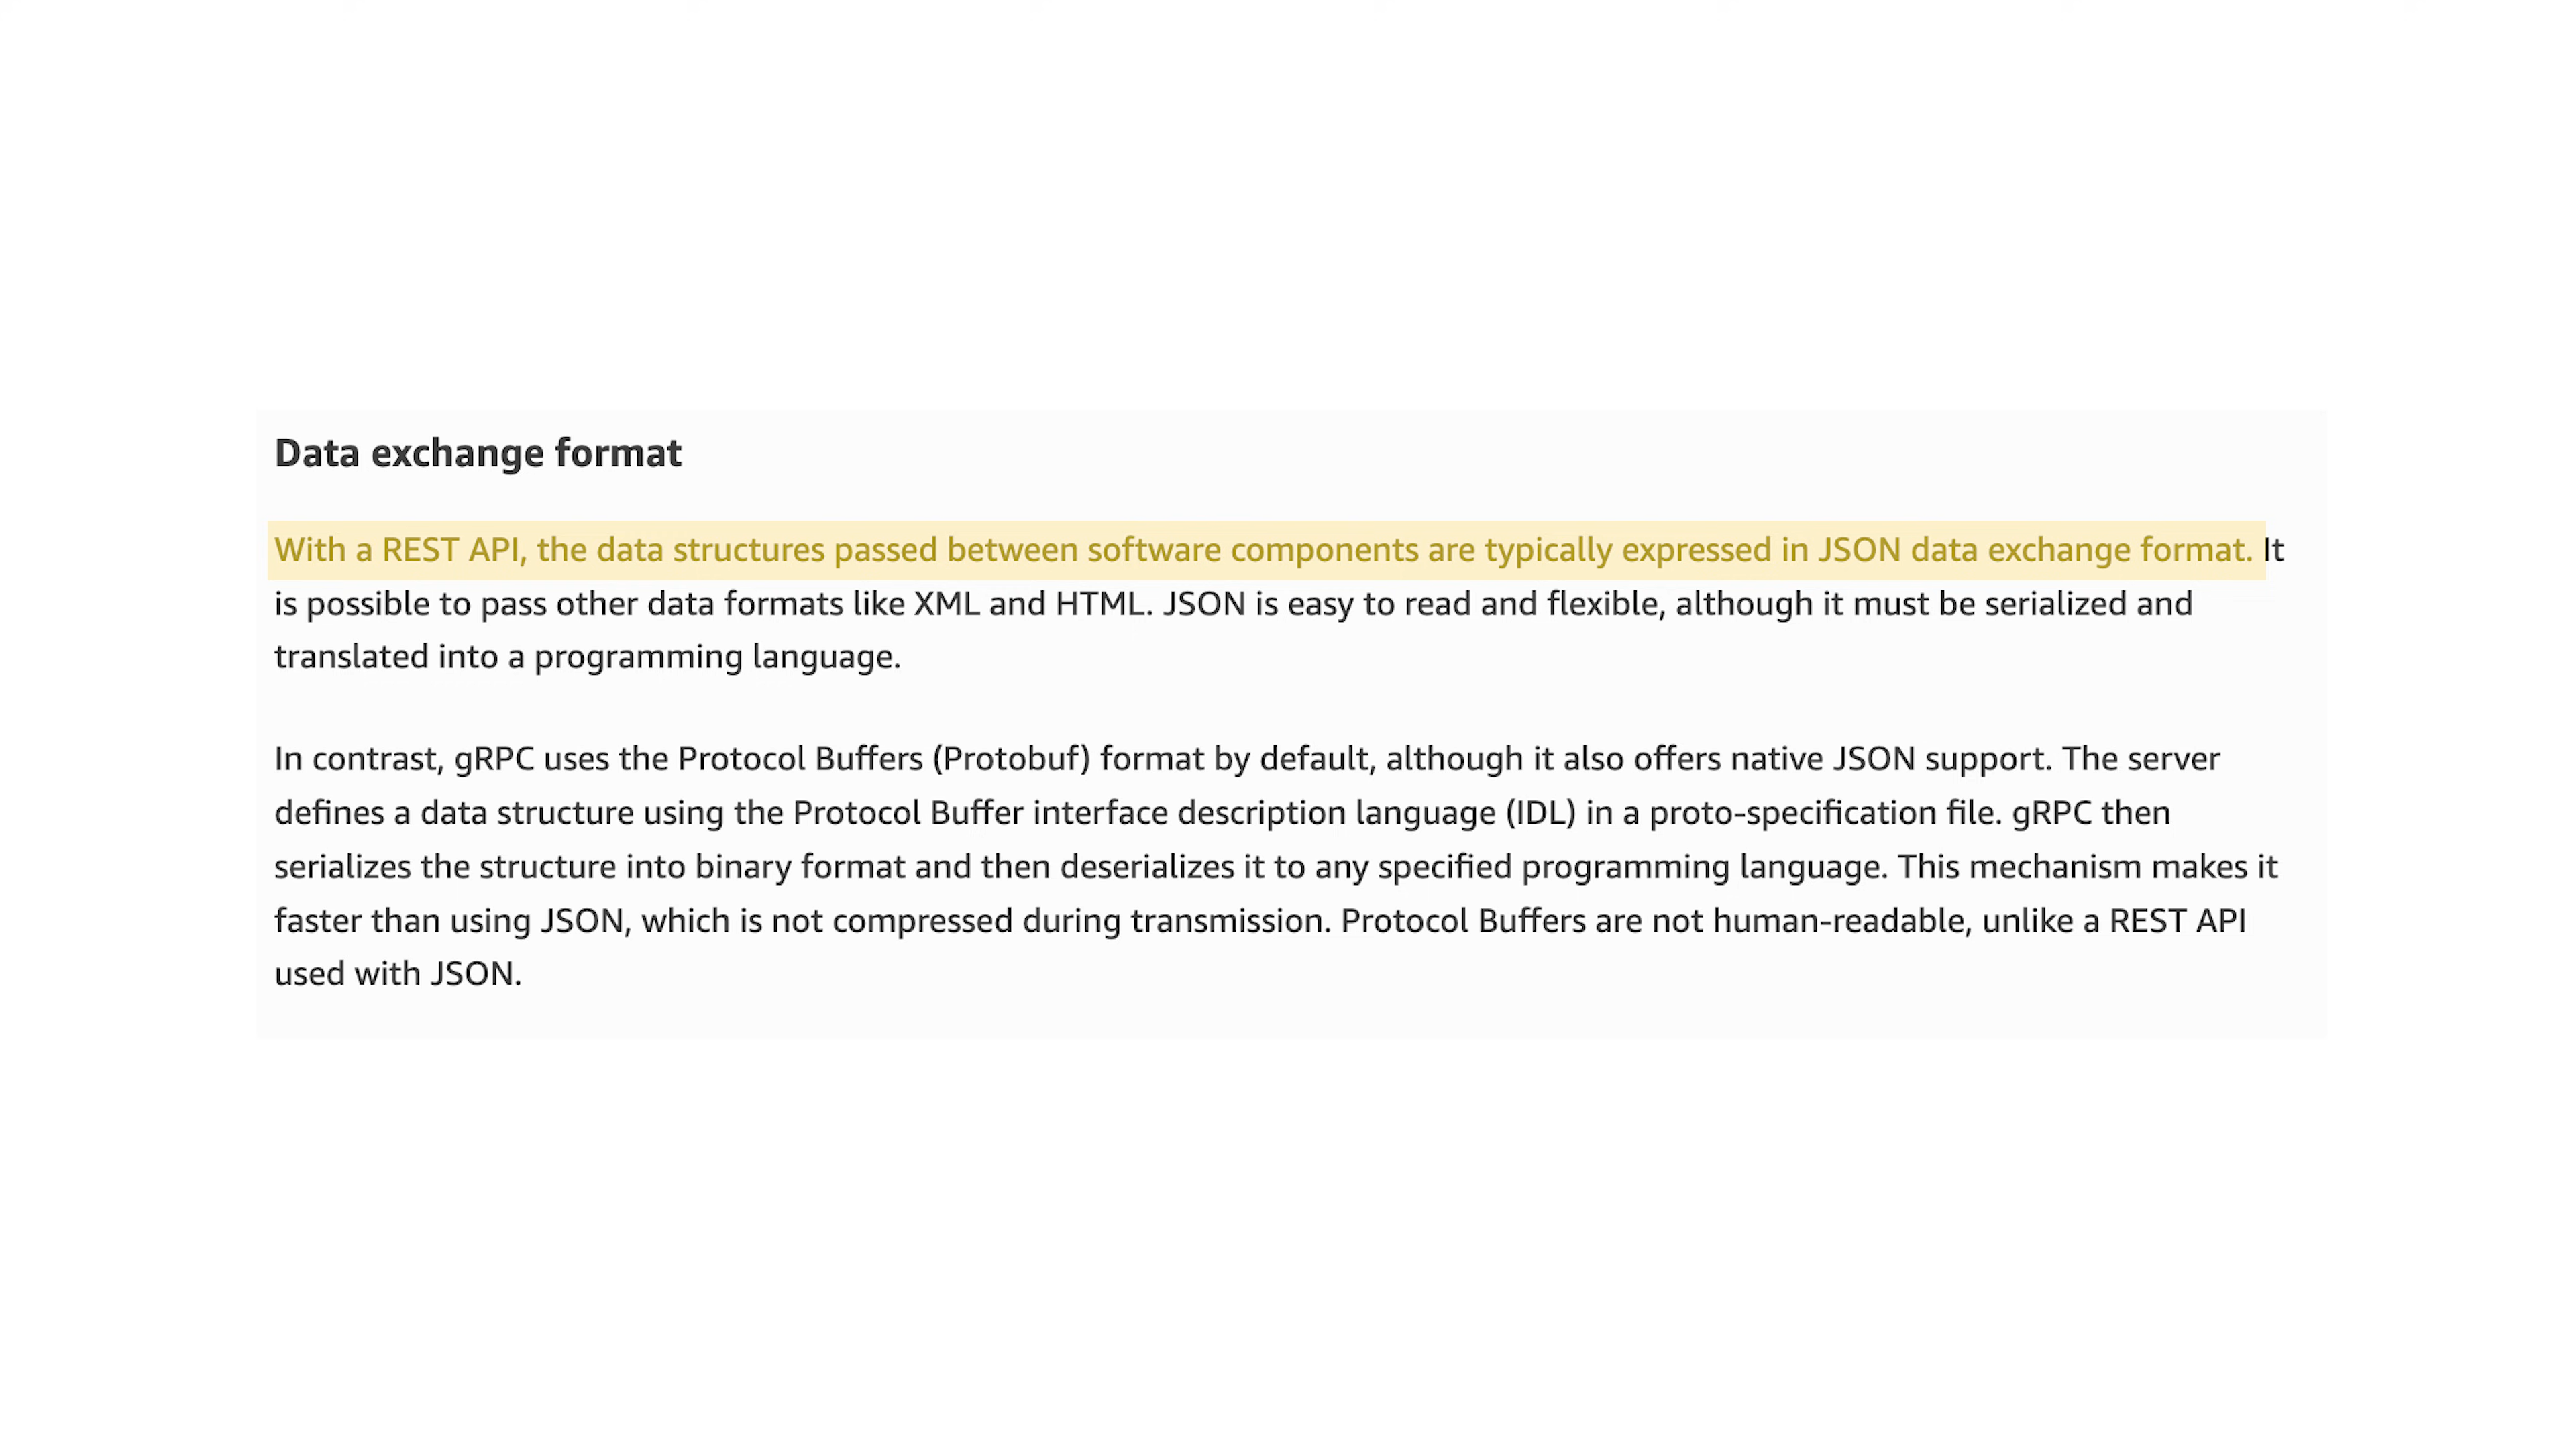 Data exchange format
With a REST API, the data structures passed between software components are typically expressed in JSON data exchange format. It
is possible to pass other data formats like XML and HTML. JSON is easy to read and flexible, although it must be serialized and
translated into a programming language.
In contrast, gRPC uses the Protocol Buffers (Protobuf) format by default, although it also offers native JSON support. The server
defines a data structure using the Protocol Buffer interface description language (IDL) in a proto-specification file. gRPC then
serializes the structure into binary format and then deserializes it to any specified programming language. This mechanism makes it
faster than using JSON, which is not compressed during transmission. Protocol Buffers are not human-readable, unlike a REST API
used with JSON.